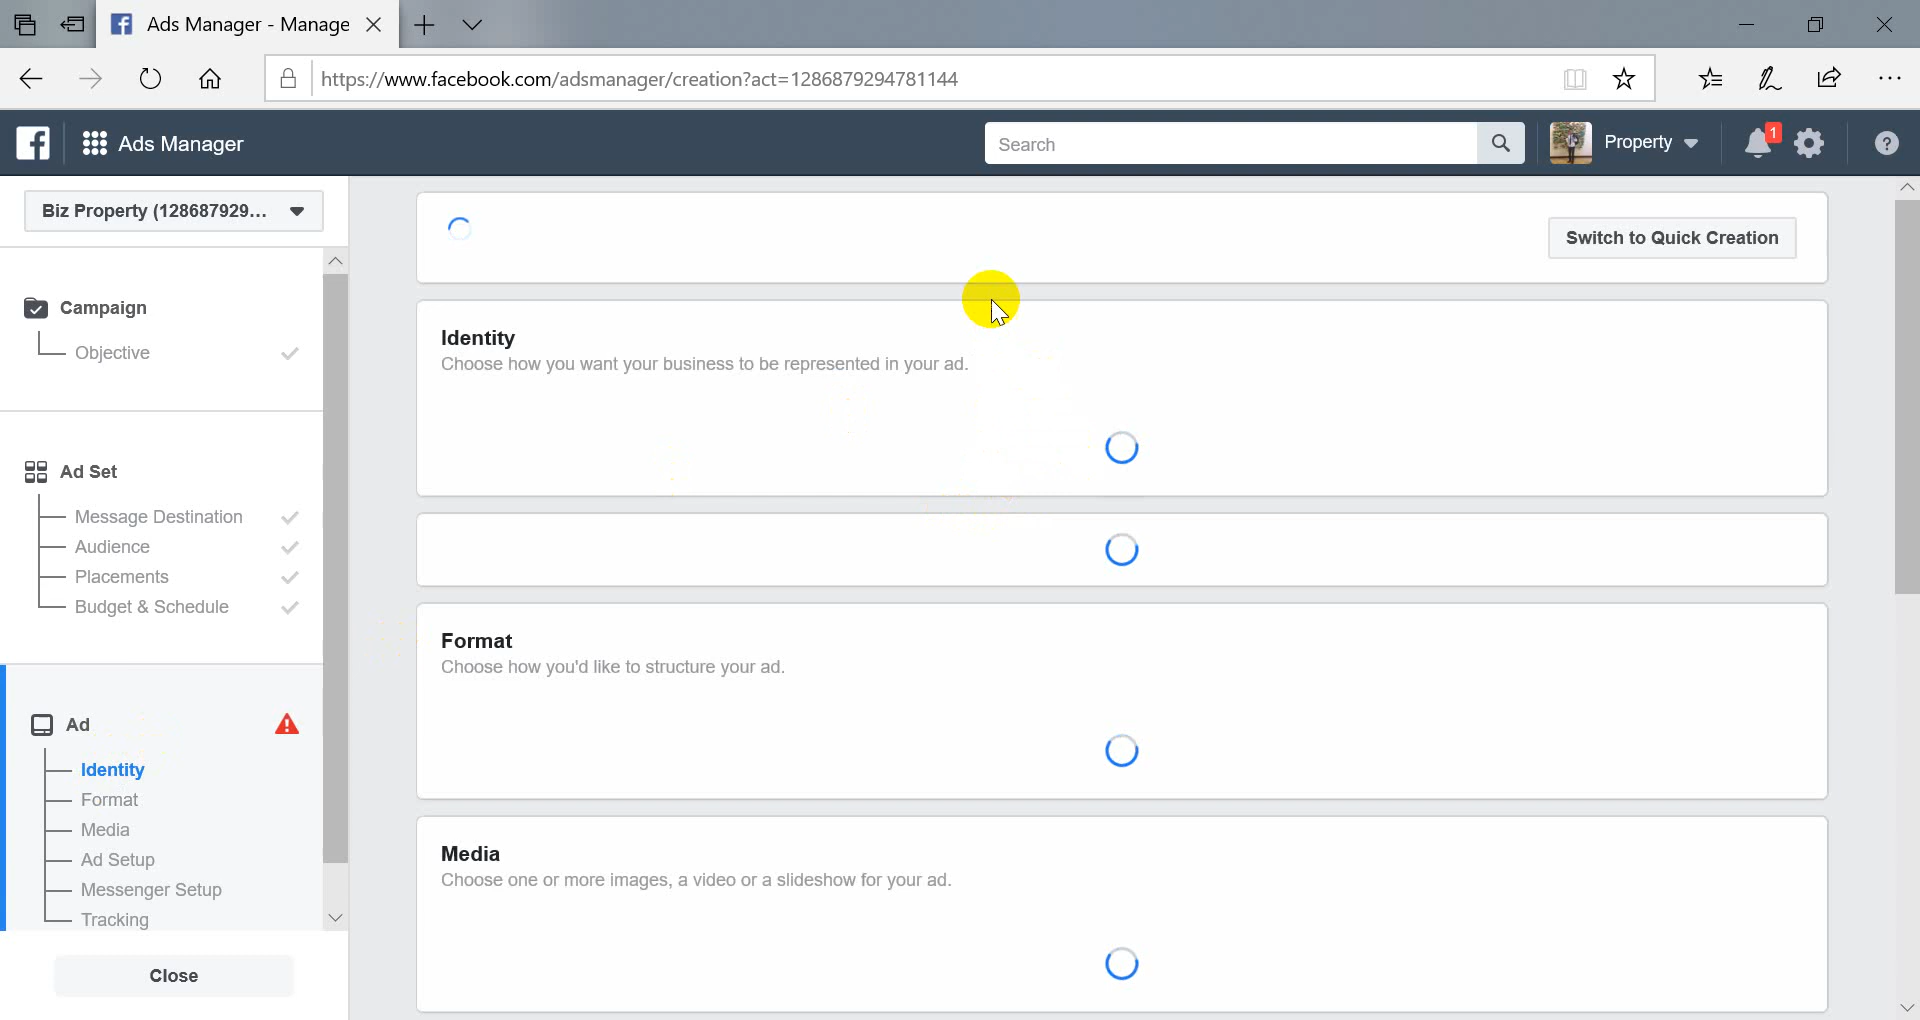 Ads Manager - Manage
https://www.facebook.com/adsmanager/creation?act=1286879294781144
Ads Manager
Search
Property
1
Biz Property (128687929...
Switch to Quick Creation
Campaign
Objective
Identity
Choose how you want your business to be represented in your ad.
Ad Set
Message Destination
Audience
Placements
Budget & Schedule
Format
Choose how you'd like to structure your ad.
Ad
Identity
Format
Media
Ad Setup
Messenger Setup
Tracking
Media
Choose one or more images, a video or a slideshow for your ad.
Close